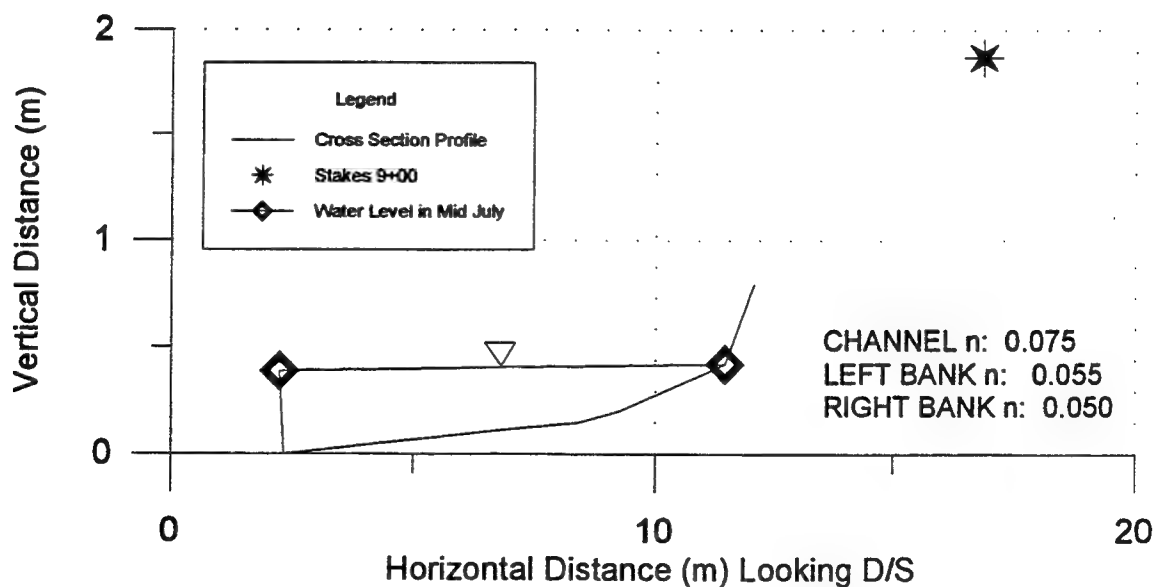 2
1
0
Vertical Distance (m)
Legend
Cross Section Profile
Stakes 9+00
Water Level in Mid July
CHANNEL n: 0.075
LEFT BANK n: 0.055
RIGHT BANK n: 0.050
0
10
20
Horizontal Distance (m) Looking D/S